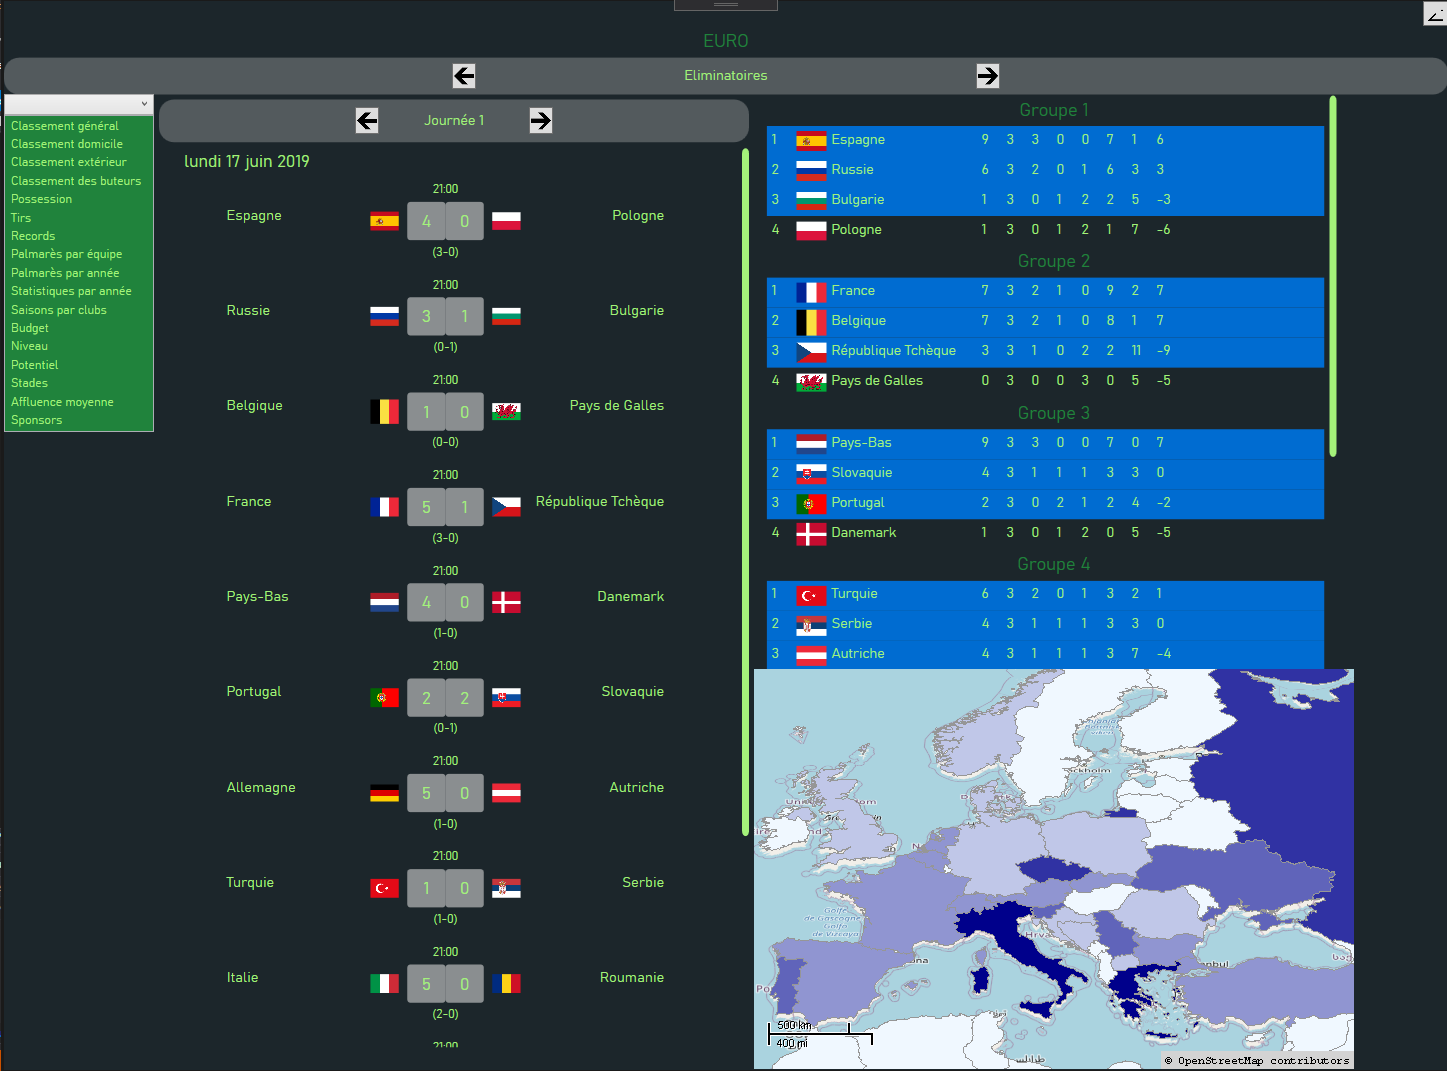 EURO
Eliminatoires
Classement général
Classement domicile
Classement extérieur
Classement des buteurs
Possession
Tirs
Records
Palmarès par équipe
Palmarès par année
Statistiques par année
Saisons par clubs
Budget
Niveau
Potentiel
Stades
Affluence moyenne
Sponsors
Journée 1
lundi 17 juin 2019
21:00
Espagne 4 0 Pologne
(3-0)
21:00
Russie 3 1 Bulgarie
(0-1)
21:00
Belgique 1 0 Pays de Galles
(0-0)
21:00
France 5 1 République Tchèque
(3-0)
21:00
Pays-Bas 4 0 Danemark
(1-0)
21:00
Portugal 2 2 Slovaquie
(0-1)
21:00
Allemagne 5 0 Autriche
(1-0)
21:00
Turquie 1 0 Serbie
(1-0)
21:00
Italie 5 0 Roumanie
(2-0)
21:00
Groupe 1
1 Espagne 9 3 3 0 0 7 1 6
2 Russie 6 3 2 0 1 6 3 3
3 Bulgarie 1 3 0 1 2 2 5 -3
4 Pologne 1 3 0 1 2 1 7 -6
Groupe 2
1 France 7 3 2 1 0 9 2 7
2 Belgique 7 3 2 1 0 8 1 7
3 République Tchèque 3 3 1 0 2 2 11 -9
4 Pays de Galles 0 3 0 0 3 0 5 -5
Groupe 3
1 Pays-Bas 9 3 3 0 0 7 0 7
2 Slovaquie 4 3 1 1 1 3 3 0
3 Portugal 2 3 0 2 1 2 4 -2
4 Danemark 1 3 0 1 2 0 5 -5
Groupe 4
1 Turquie 6 3 2 0 1 3 2 1
2 Serbie 4 3 1 1 1 3 3 0
3 Autriche 4 3 1 1 1 3 7 -4
Golfe
de Gascogne
Golfo
de Vizcaya
500 km
400 mi
© OpenStreetMap contributors